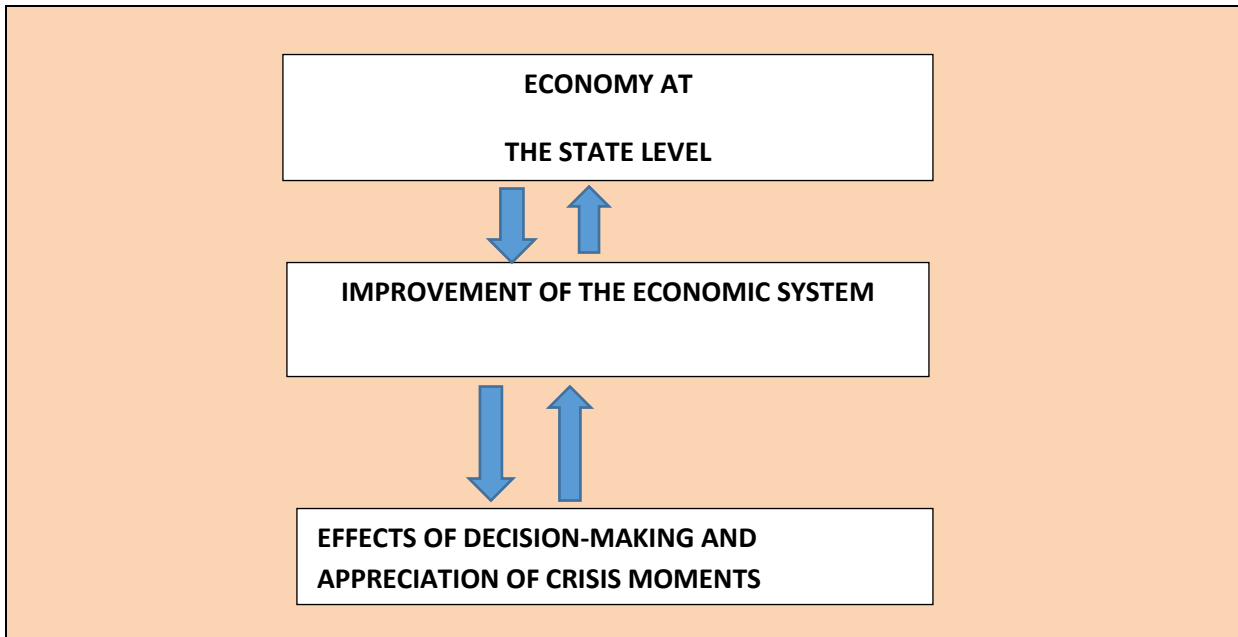 ECONOMY AT
THE STATE LEVEL
IMPROVEMENT OF THE ECONOMIC SYSTEM
EFFECTS OF DECISION-MAKING AND
APPRECIATION OF CRISIS MOMENTS